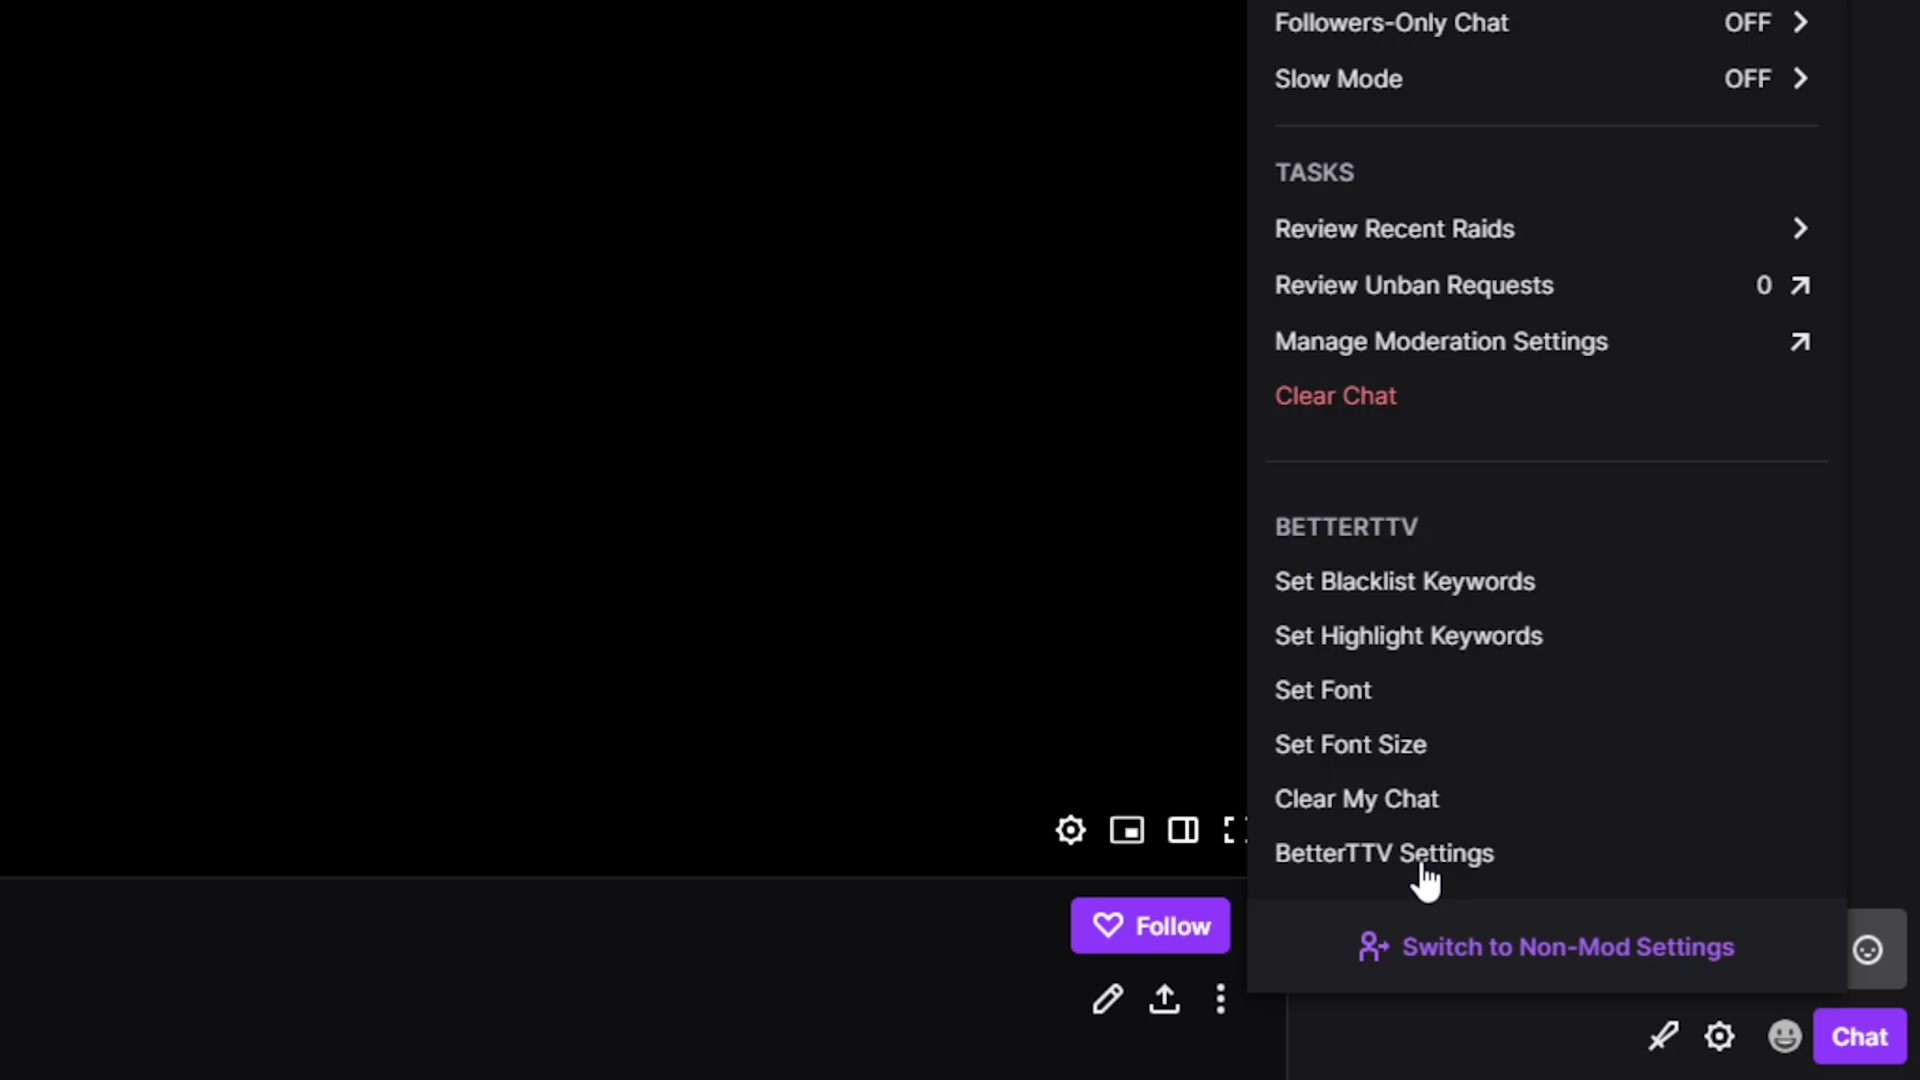 Followers-Only Chat OFF
Slow Mode OFF
TASKS
Review Recent Raids
Review Unban Requests 0
Manage Moderation Settings
Clear Chat
BETTERTTV
Set Blacklist Keywords
Set Highlight Keywords
Set Font
Set Font Size
Clear My Chat
BetterTTV Settings
Follow
Switch to Non-Mod Settings
Chat